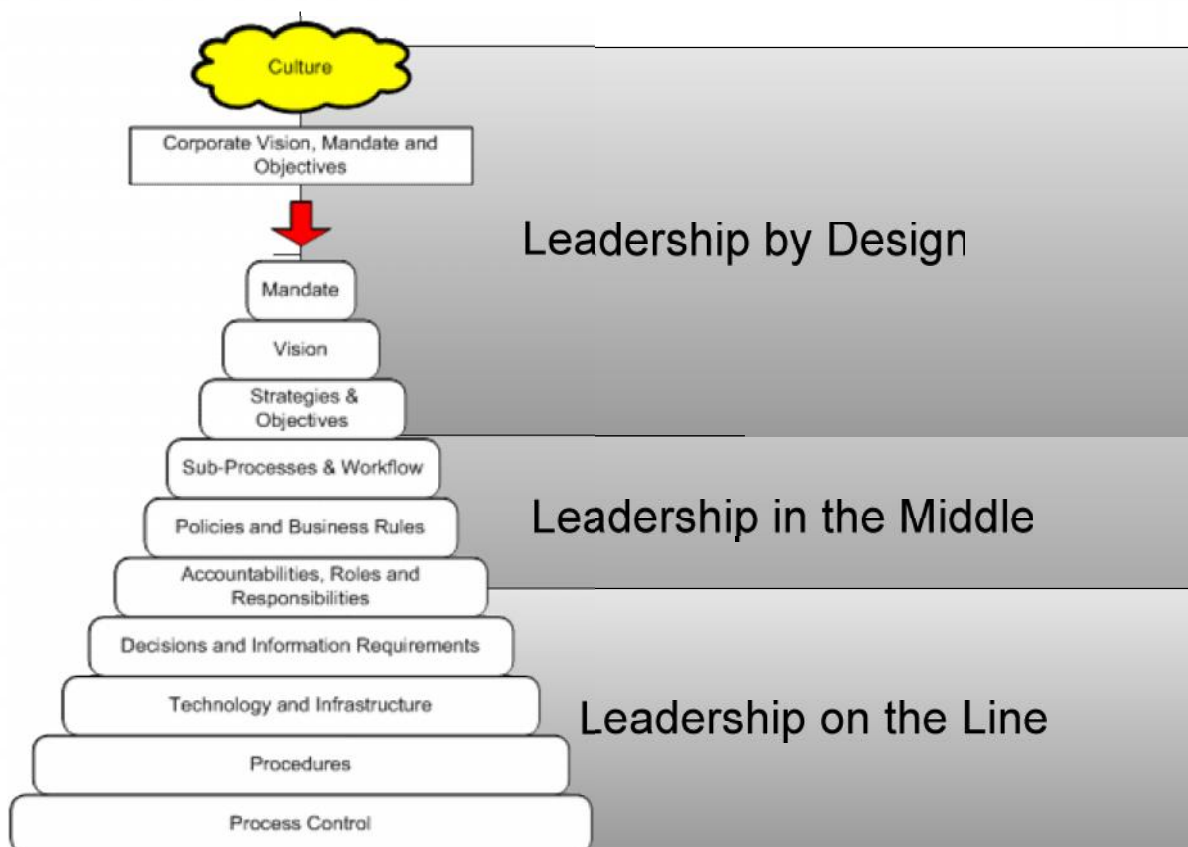 Culture
Corporate Vision, Mandate and
Objectives
Leadership by Design
Mandate
Vision
Strategies &
Objectives
Sub-Processes & Workflow
Policies and Business Rules
Leadership in the Middle
Accountabilities, Roles and
Responsibilities
Decisions and Information Requirements
Technology and Infrastructure
Leadership on the Line
Procedures
Process Control